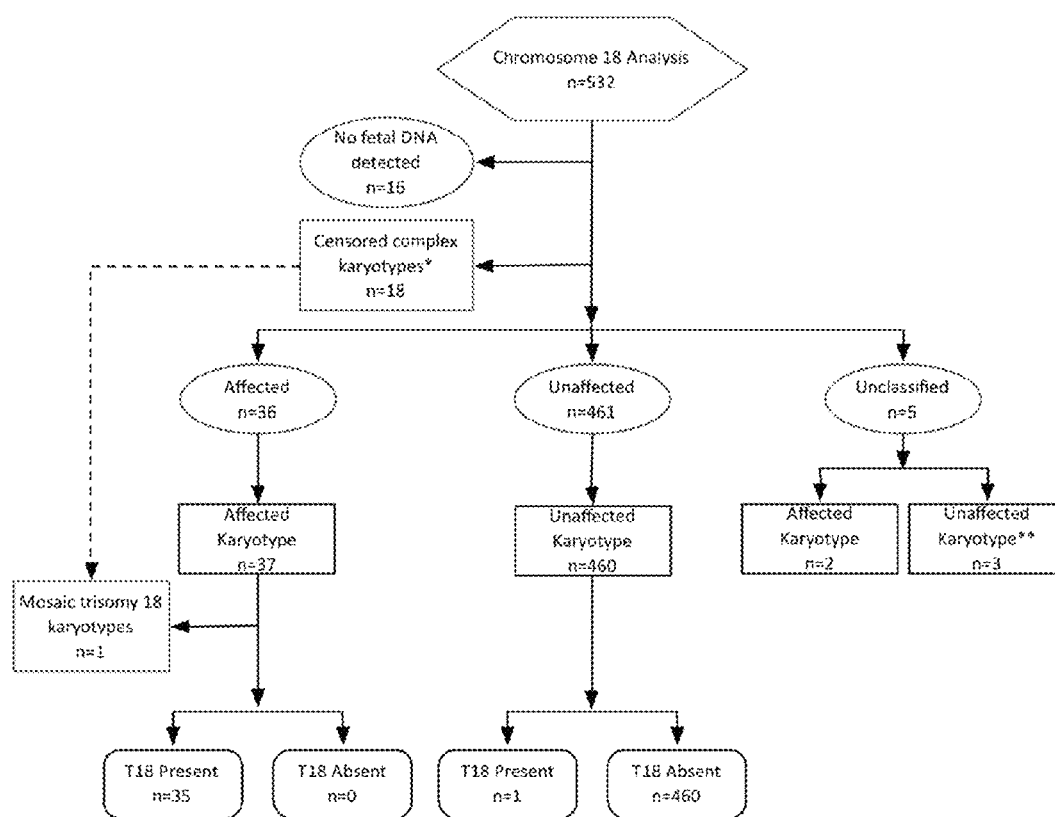 Chromosome 18 Analysis
n=532
No fetal DNA
detected
n=16
Censored complex
karyotypes*
n=18
Affected
n=36
Unaffected
n=461
Unclassified
n=5
Affected
Karyotype
n=37
Unaffected
Karyotype
n=460
Affected
Karyotype
n=2
Unaffected
Karyotype**
n=3
Mosaic trisomy 18
karyotypes
n=1
T18 Present
n=35
T18 Absent
n=0
T18 Present
n=1
T18 Absent
n=460